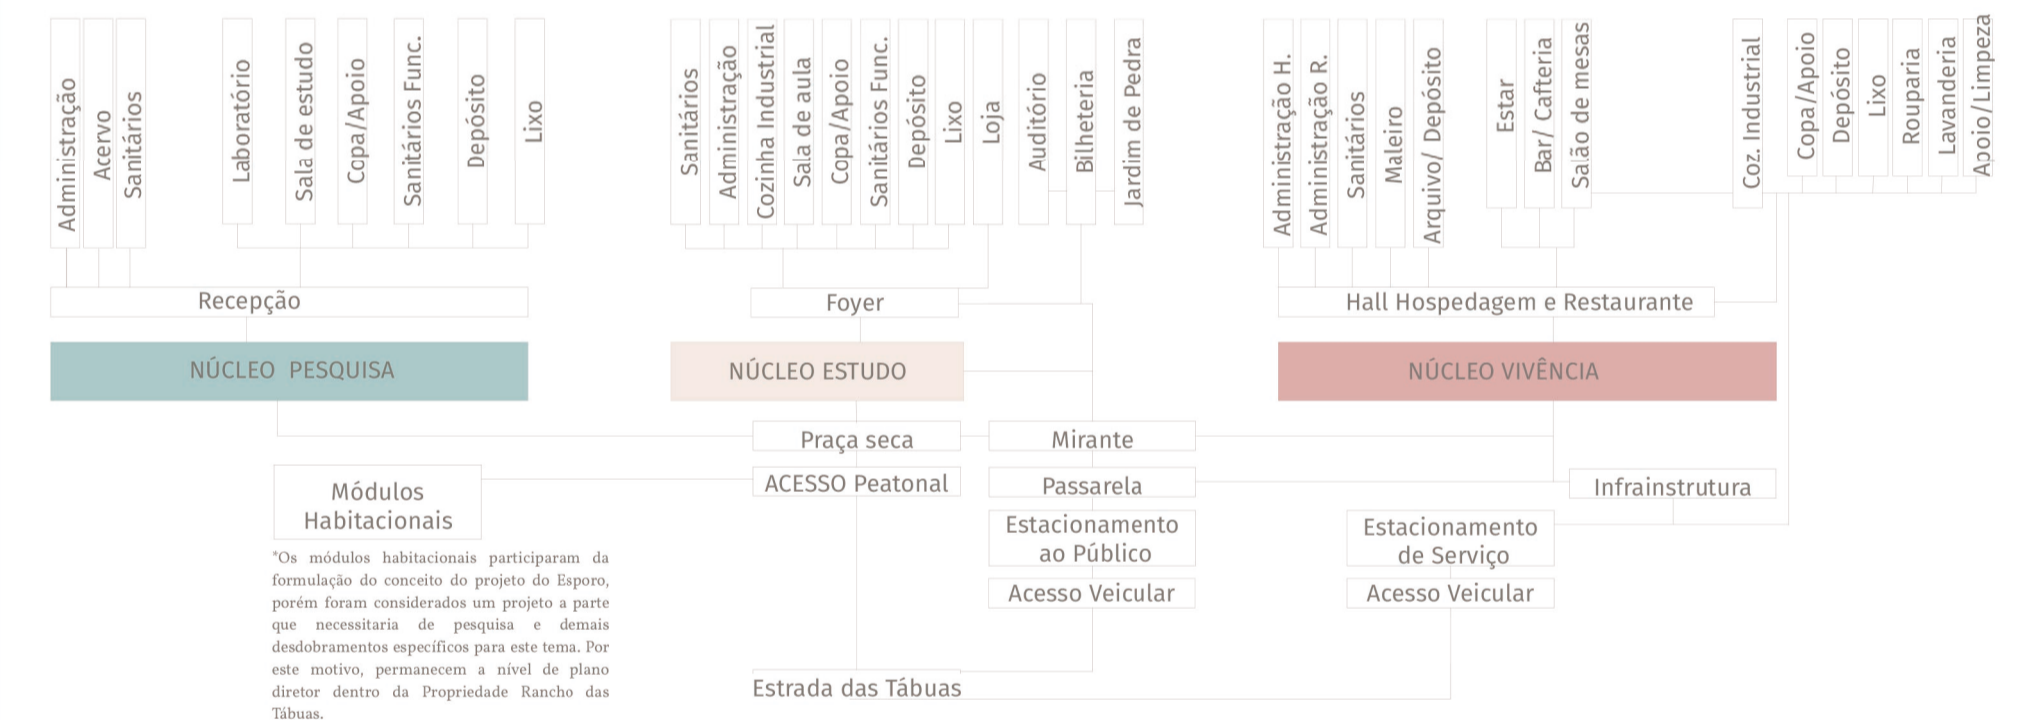 Administração
Acervo
Sanitários
Laboratório
Sala de estudo
Copa/Apoio
Sanitários Func.
Depósito
Lixo
Sanitários
Administração
Cozinha Industrial
Sala de aula
Copa/Apoio
Sanitários Func.
Depósito
Lixo
Loja
Auditório
Bilheteria
Jardim de Pedra
Administração H.
Administração R.
Sanitários
Maleiro
Arquivo/ Depósito
Estar
Bar/ Cafteria
Salão de mesas
Coz. Industrial
Copa/Apoio
Depósito
Lixo
Rouparia
Lavanderia
Apoio/Limpeza
Recepção
Foyer
Hall Hospedagem e Restaurante
NÚCLEO PESQUISA
NÚCLEO ESTUDO
NÚCLEO VIVÊNCIA
Praça seca
Mirante
ACESSO Peatonal
Passarela
Infrainstrutura
Módulos
Habitacionais
Estacionamento
ao Público
Estacionamento
de Serviço
Acesso Veicular
Acesso Veicular
*Os módulos habitacionais participaram da
formulação do conceito do projeto do Esporo,
porém foram considerados um projeto a parte
que necessitaria de pesquisa e demais
desdobramentos específicos para este tema. Por
este motivo, permanecem a nível de plano
diretor dentro da Propriedade Rancho das
Tábuas.
Estrada das Tábuas